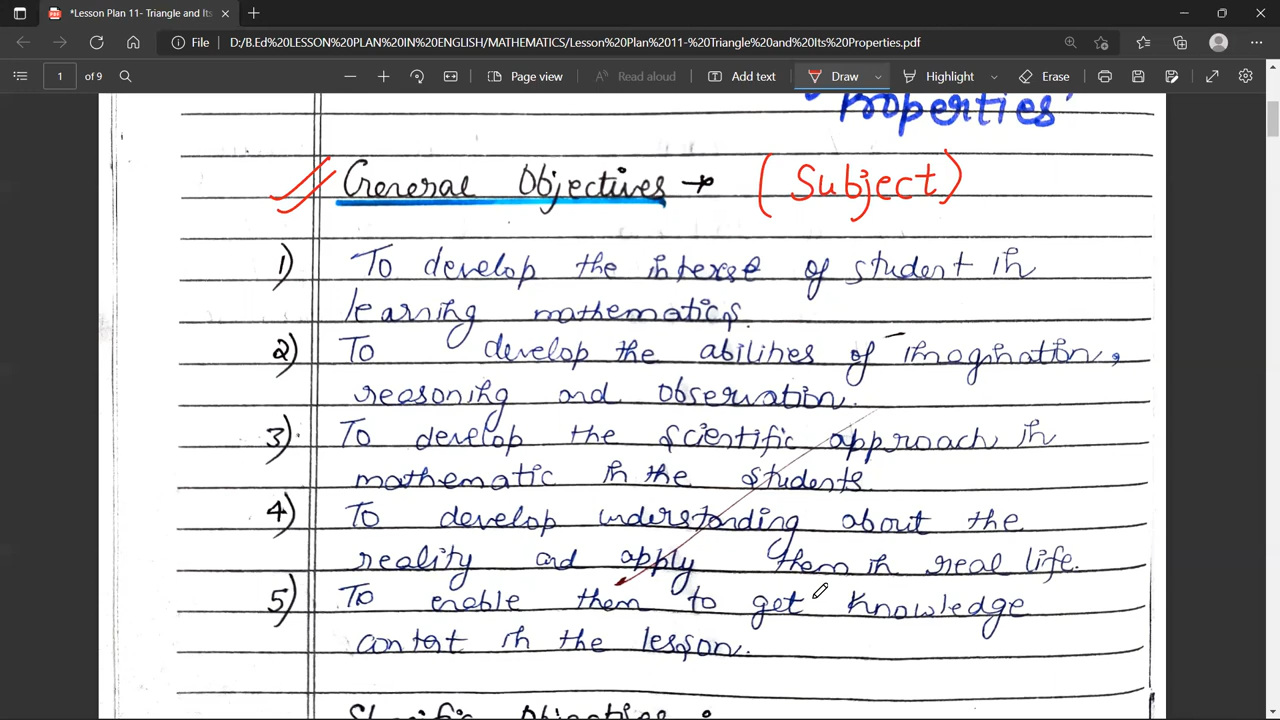 *Lesson Plan 11- Triangle and Its
File
D:/B.Ed%20LESSON%20PLAN%20IN%20ENGLISH/MATHEMATICS/Lesson%20Plan%2011-%20Triangle%20and%20Its%20Properties.pdf
1 of 9
Page view
Read aloud
Add text
Draw
Highlight
Erase
Properties'
General Objectives → (Subject)
1) To develop the interse of student in
learning mathematics.
2) To develop the abilities of imagination,
reasoning and observation.
3) To develop the scientific approach in
mathematic in the students
4) To develop understanding about the
reality and apply them in real life.
5) To enable them to get knowledge
in the lesson.
Objectives :